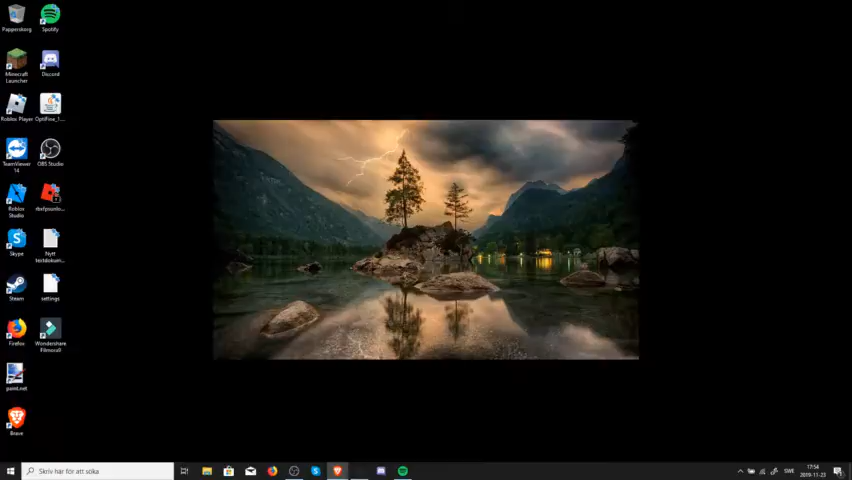 Papperskorg
Spotify
Minecraft
Launcher
Discord
Roblox Player
OptiFine_1...
TeamViewer
14
OBS Studio
Roblox
Studio
rbxfpsunlo...
Skype
Nytt
textdokum...
Steam
settings
Firefox
Wondershare
Filmora9
paint.net
Brave
Skriv här för att söka
SWE
17:54
2019-11-23